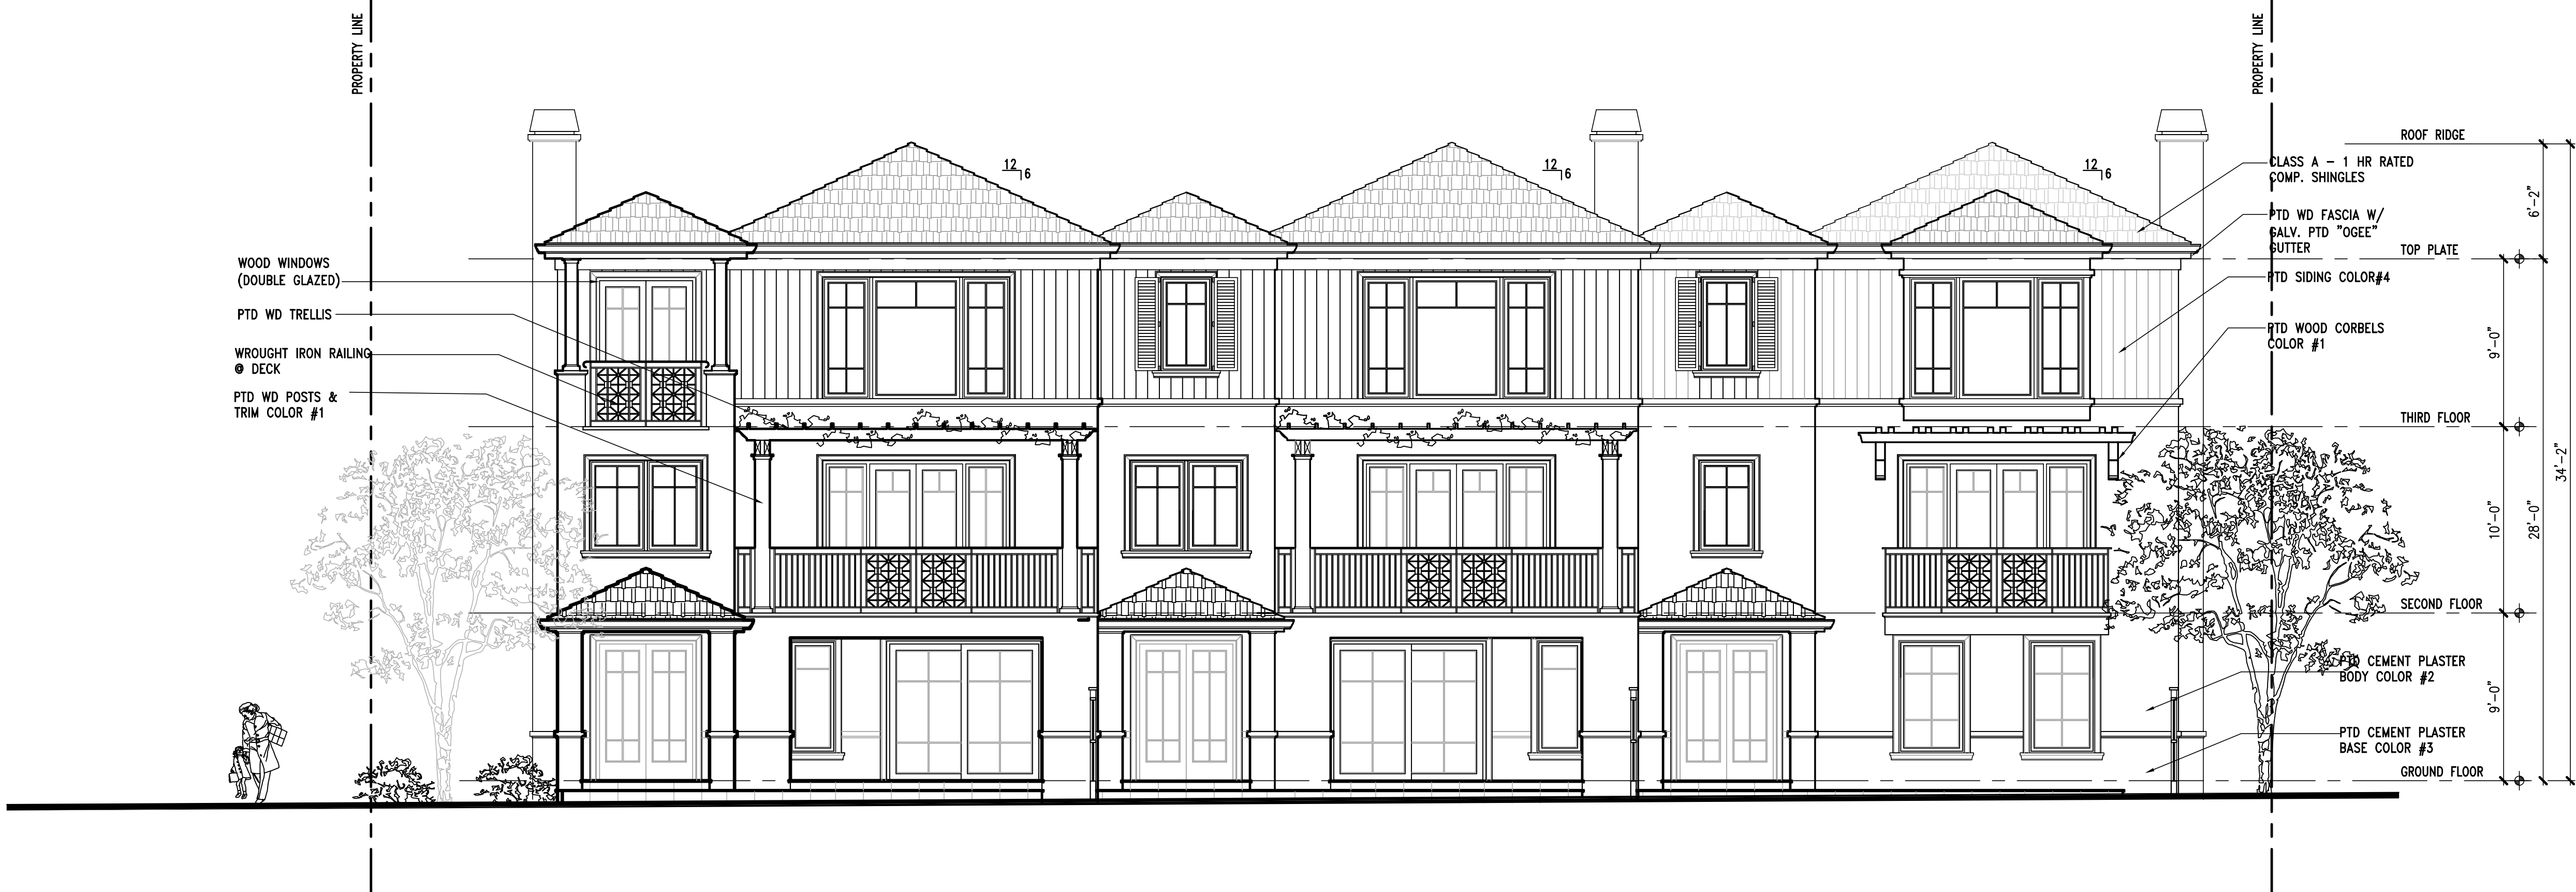 PROPERTY LINE
PROPERTY LINE
WOOD WINDOWS
(DOUBLE GLAZED)
PTD WD TRELLIS
WROUGHT IRON RAILING
@ DECK
PTD WD POSTS &
TRIM COLOR #1
12
6
12
6
12
6
ROOF RIDGE
CLASS A - 1 HR RATED
COMP. SHINGLES
PTD WD FASCIA W/
GALV. PTD "OGEE"
GUTTER
TOP PLATE
PTD SIDING COLOR#4
PTD WOOD CORBELS
COLOR #1
THIRD FLOOR
SECOND FLOOR
PTD CEMENT PLASTER
BODY COLOR #2
PTD CEMENT PLASTER
BASE COLOR #3
GROUND FLOOR
6'-2"
9'-0"
10'-0"
9'-0"
28'-0"
34'-2"